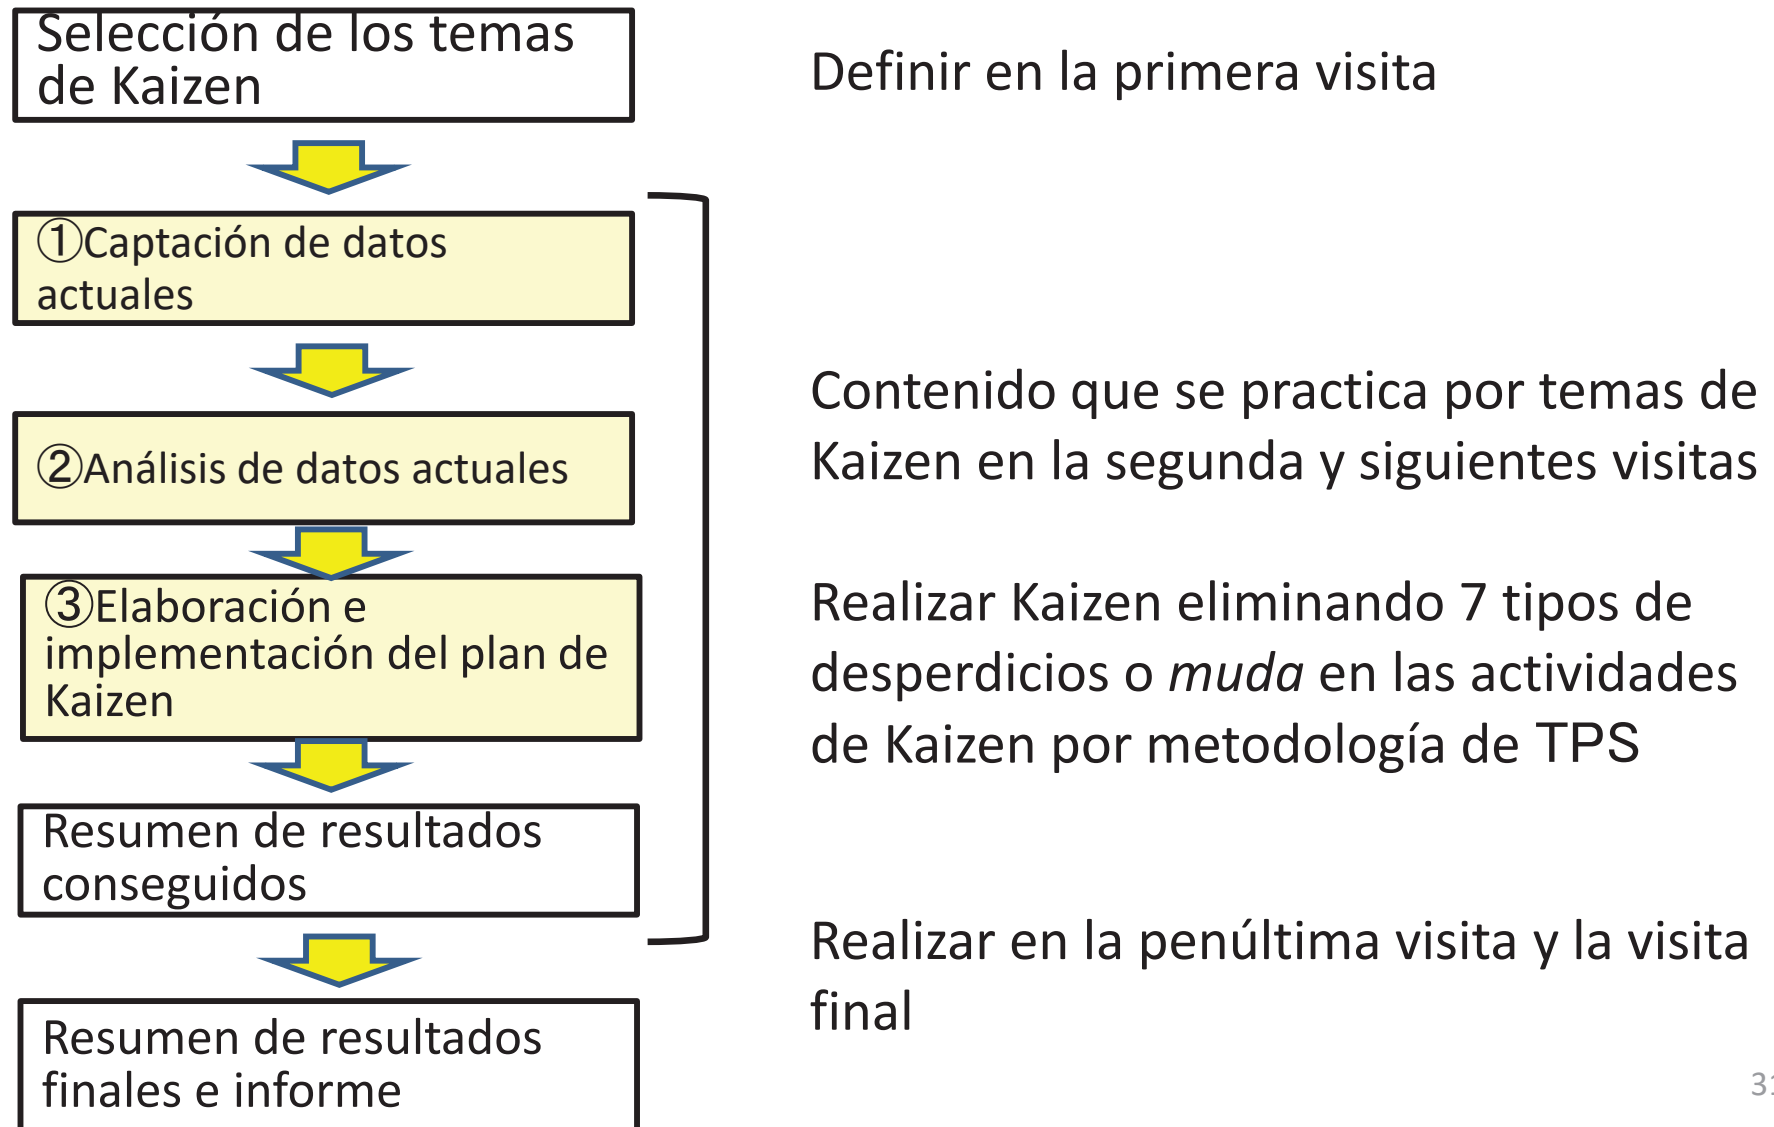 Selección de los temas
de Kaizen
Definir en la primera visita
①Captación de datos
actuales
②Análisis de datos actuales
Contenido que se practica por temas de
Kaizen en la segunda y siguientes visitas
③Elaboración e
implementación del plan de
Kaizen
Realizar Kaizen eliminando 7 tipos de
desperdicios o muda en las actividades
de Kaizen por metodología de TPS
Resumen de resultados
conseguidos
Realizar en la penúltima visita y la visita
final
Resumen de resultados
finales e informe
31